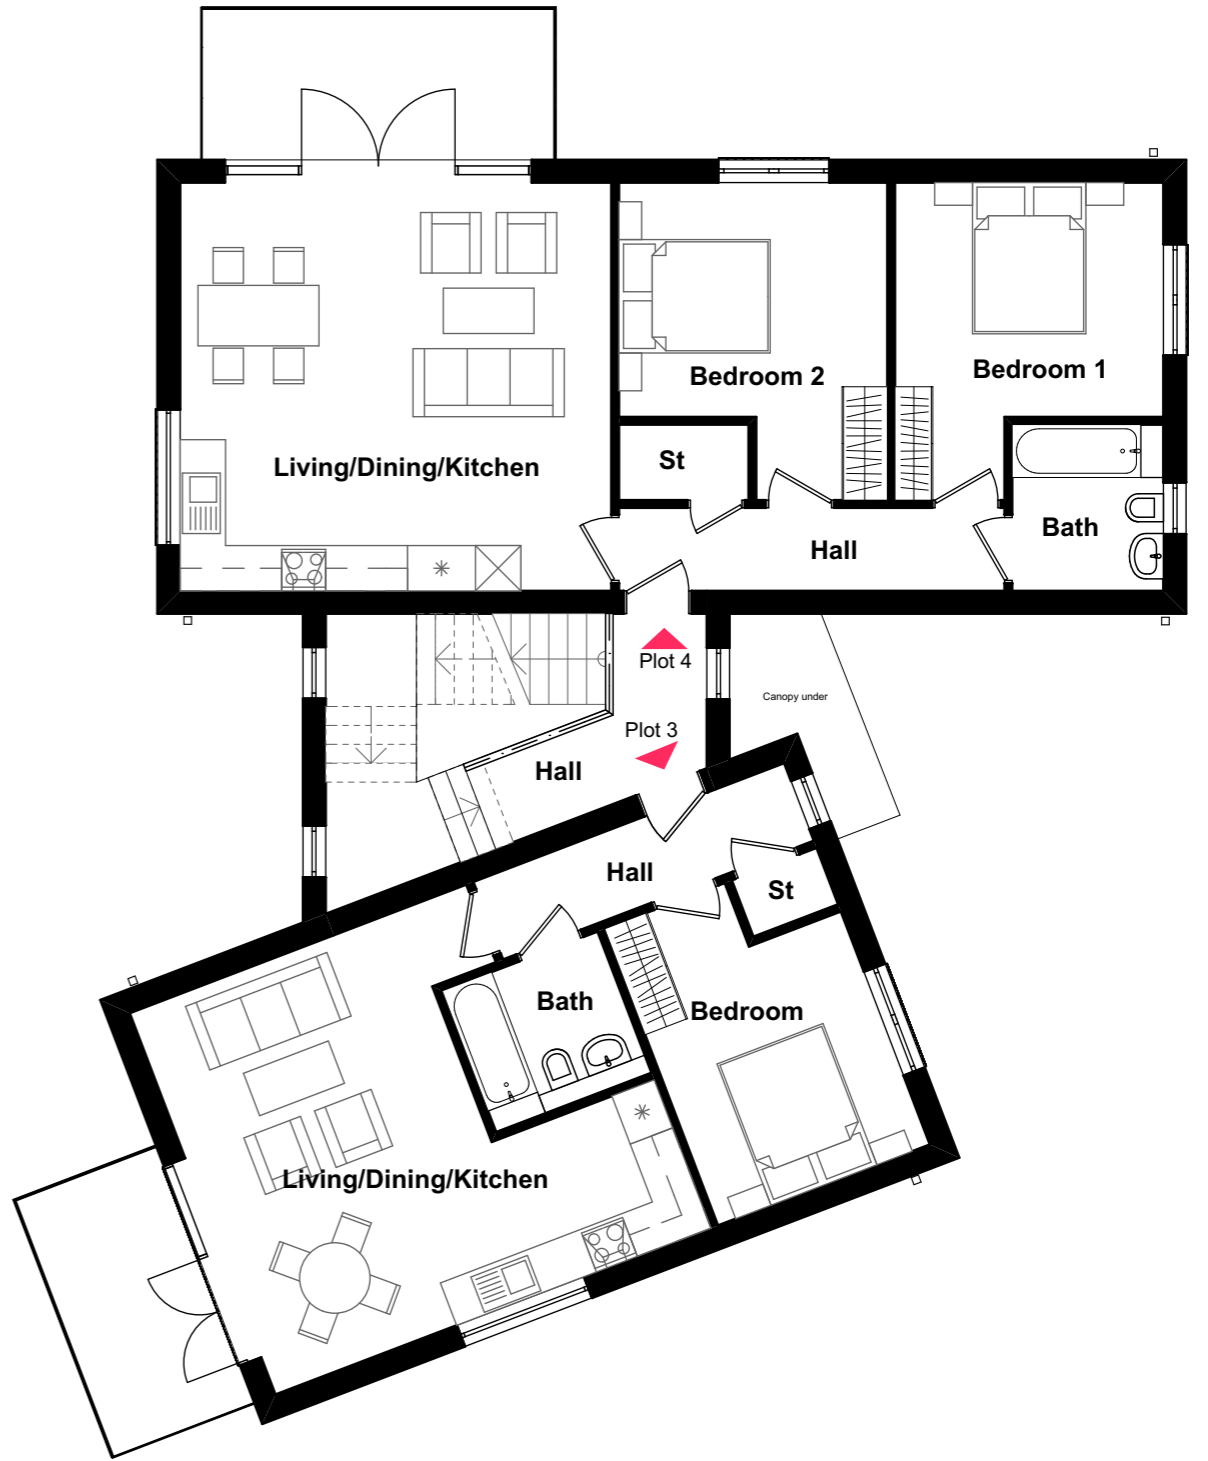 Bedroom 2
Bedroom 1
Living/Dining/Kitchen
St
Bath
Hall
Plot 4
Canopy under
Plot 3
Hall
Hall
St
Bath
Bedroom
Living/Dining/Kitchen